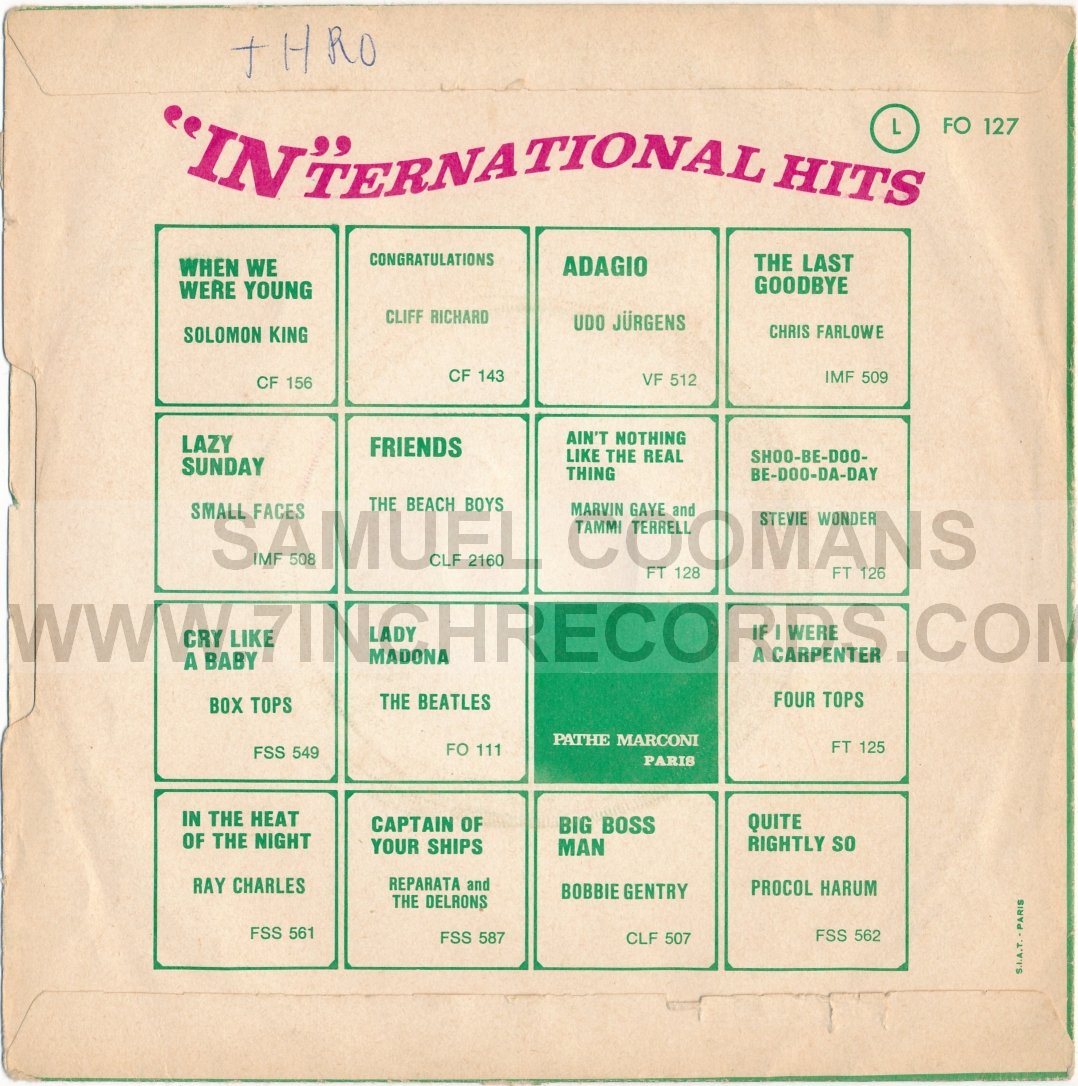 THRO
"IN"TERNATIONAL HITS
L FO 127
WHEN WE
WERE YOUNG
SOLOMON KING
CF 156
CONGRATULATIONS
CLIFF RICHARD
CF 143
ADAGIO
UDO JÜRGENS
VF 512
THE LAST
GOODBYE
CHRIS FARLOWE
IMF 509
LAZY
SUNDAY
SMALL FACES
IMF 508
FRIENDS
THE BEACH BOYS
CLF 2160
AIN'T NOTHING
LIKE THE REAL
THING
MARVIN GAYE and
TAMMI TERRELL
FT 128
SHOO-BE-DOO-
BE-DOO-DA-DAY
STEVIE WONDER
FT 126
SAMUEL COOMANS
WWW.7INCHRECORDS.COM
CRY LIKE
A BABY
BOX TOPS
FSS 549
LADY
MADONA
THE BEATLES
FO 111
PATHE MARCONI
PARIS
IF I WERE
A CARPENTER
FOUR TOPS
FT 125
IN THE HEAT
OF THE NIGHT
RAY CHARLES
FSS 561
CAPTAIN OF
YOUR SHIPS
REPARATA and
THE DELRONS
FSS 587
BIG BOSS
MAN
BOBBIE GENTRY
CLF 507
QUITE
RIGHTLY SO
PROCOL HARUM
FSS 562
S.I.A.T. - PARIS